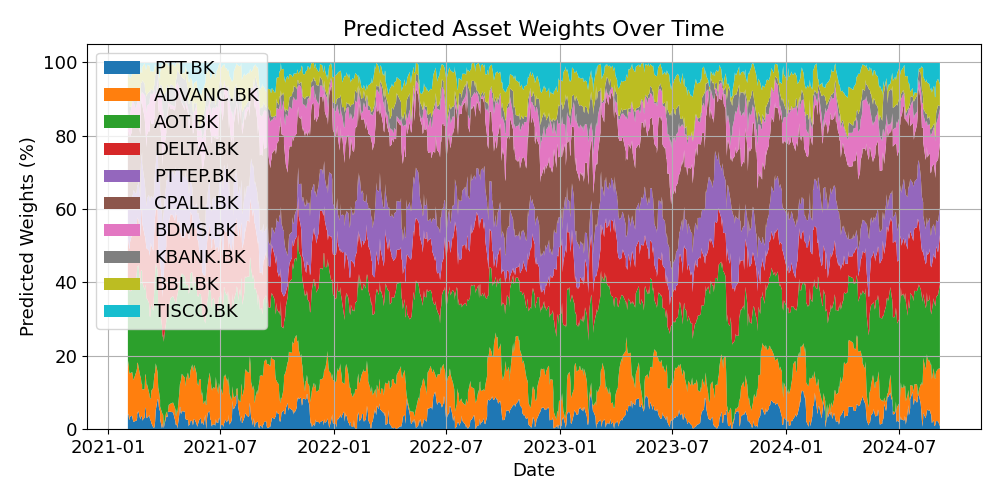 Predicted Asset Weights Over Time
Predicted Weights (%)
100
80
60
40
20
0
PTT.BK
ADVANC.BK
AOT.BK
DELTA.BK
PTTEP.BK
CPALL.BK
BDMS.BK
KBANK.BK
BBL.BK
TISCO.BK
2021-01 2021-07 2022-01 2022-07 2023-01 2023-07 2024-01 2024-07
Date